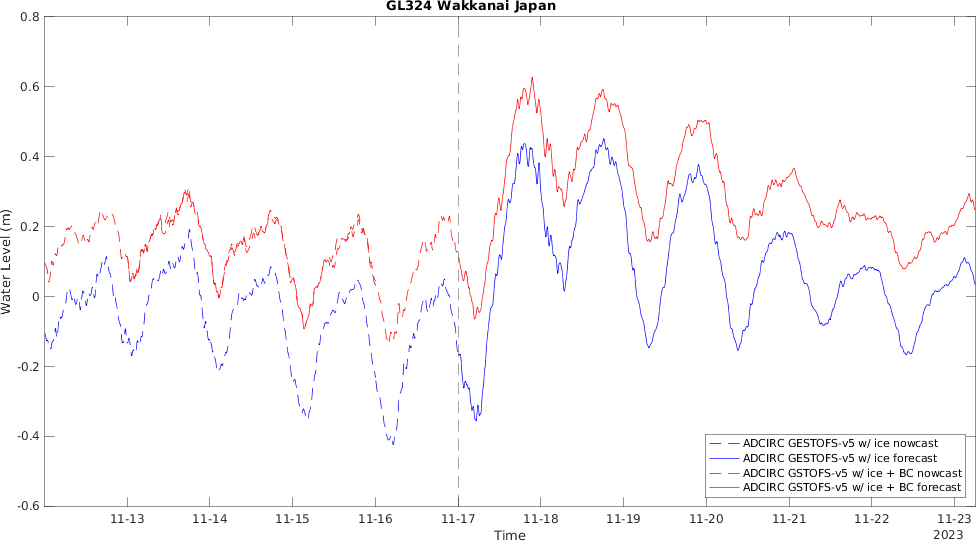 GL324 Wakkanai Japan
0.8
0.6
0.4
0.2
0
-0.2
-0.4
-0.6
Water Level (m)
ADCIRC GESTOFS-v5 w/ ice nowcast
ADCIRC GESTOFS-v5 w/ ice forecast
ADCIRC GSTOFS-v5 w/ ice + BC nowcast
ADCIRC GSTOFS-v5 w/ ice + BC forecast
11-13 11-14 11-15 11-16 11-17 11-18 11-19 11-20 11-21 11-22 11-23
2023
Time